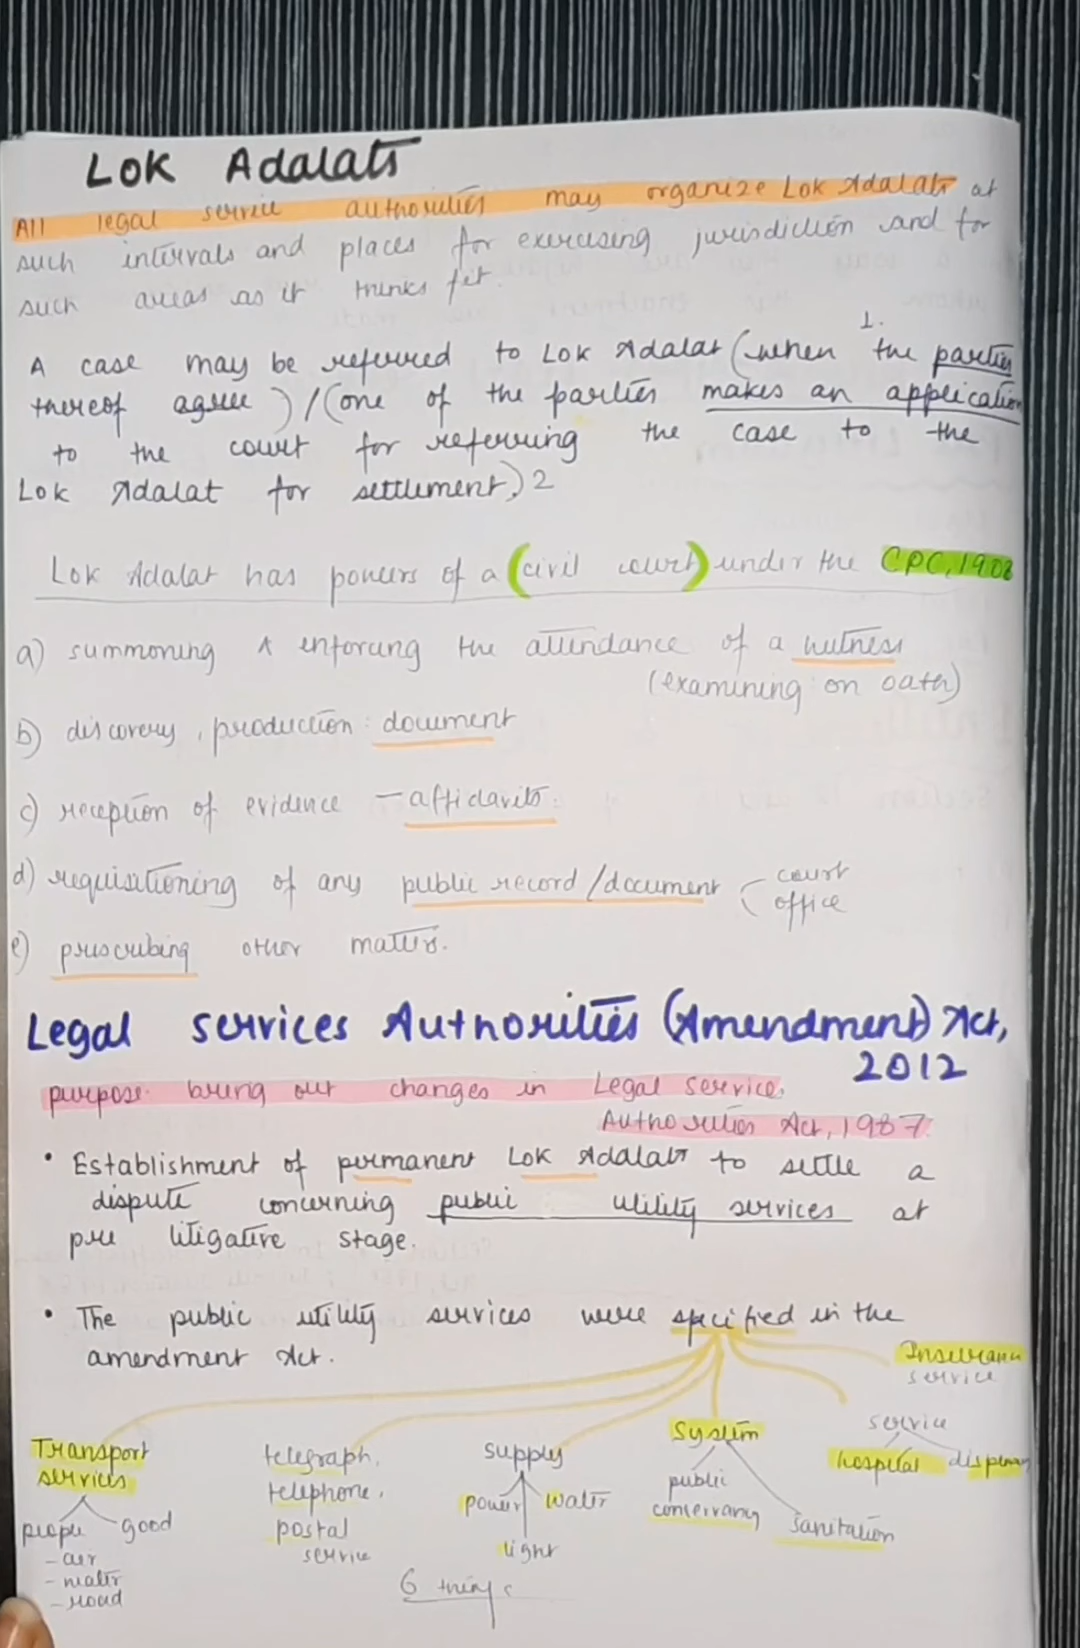 Lok Adalats
All legal service authorities may organize Lok Adalats at
such intervals and places for exercising jurisdiction and for
such areas as it thinks fit.
1.
A case may be referred to Lok Adalat (when the parties
thereof agree) / (one of the parties makes an application
to the court for referring the case to the
Lok Adalat for settlement.) 2
Lok Adalat has powers of a (civil court) under the CPC, 1908
a) summoning & enforcing the attendance of a witness
(examining on oath)
b) discovery, production : document
c) reception of evidence – affidavits.
d) requisitioning of any public record / document court
office
e) prescribing other matters.
Legal Services Authorities (Amendment) Act,
2012
purpose. bring out changes in Legal service.
Authorities Act, 1987.
• Establishment of permanent Lok Adalats to settle a
dispute concerning public utility services at
pre litigative stage.
• The public utility services were specified in the
amendment Act.
Insurance
service
Transport
services
people good
- air
- water
- road
telegraph,
telephone,
postal
service
supply
power water
light
System
public
conservancy sanitation
service
hospital dispensary
6 things